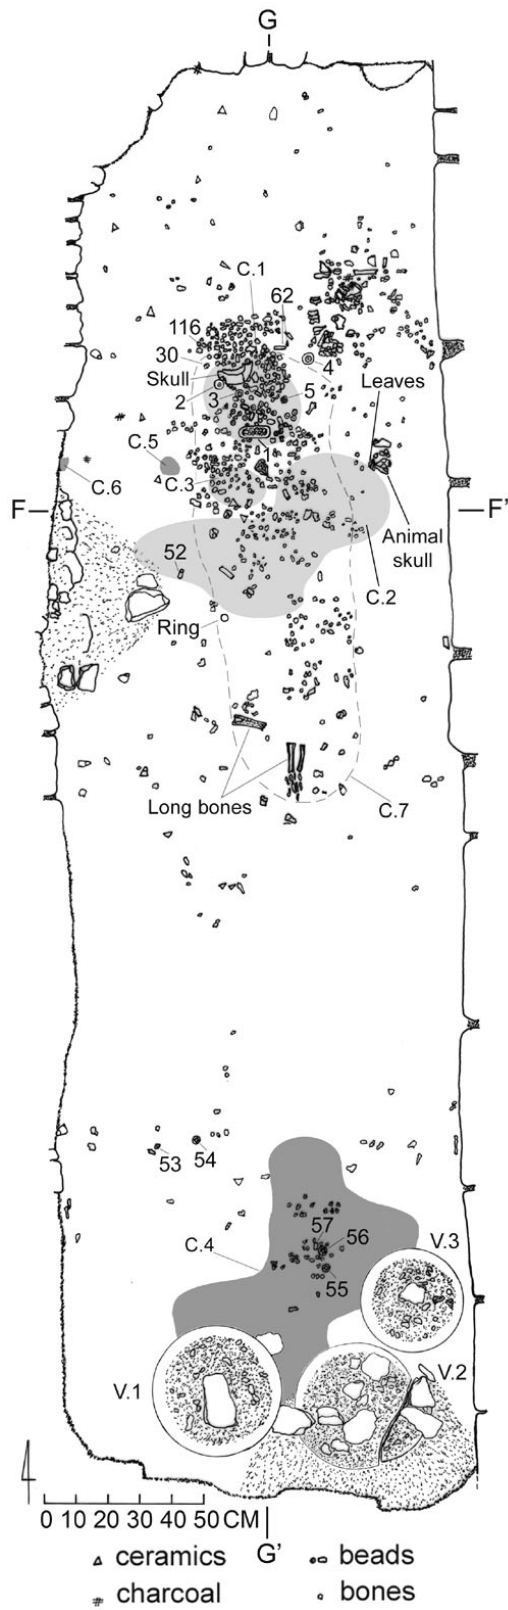 G
C.1
62
116
30
4
Skull
Leaves
2
3
5
1
C.5
C.3
C.6
F
F'
Animal
skull
52
C.2
Ring
Long bones
C.7
53
54
57
56
C.4
V.3
55
V.2
V.1
0 10 20 30 40 50 CM
G'
ceramics
beads
charcoal
bones